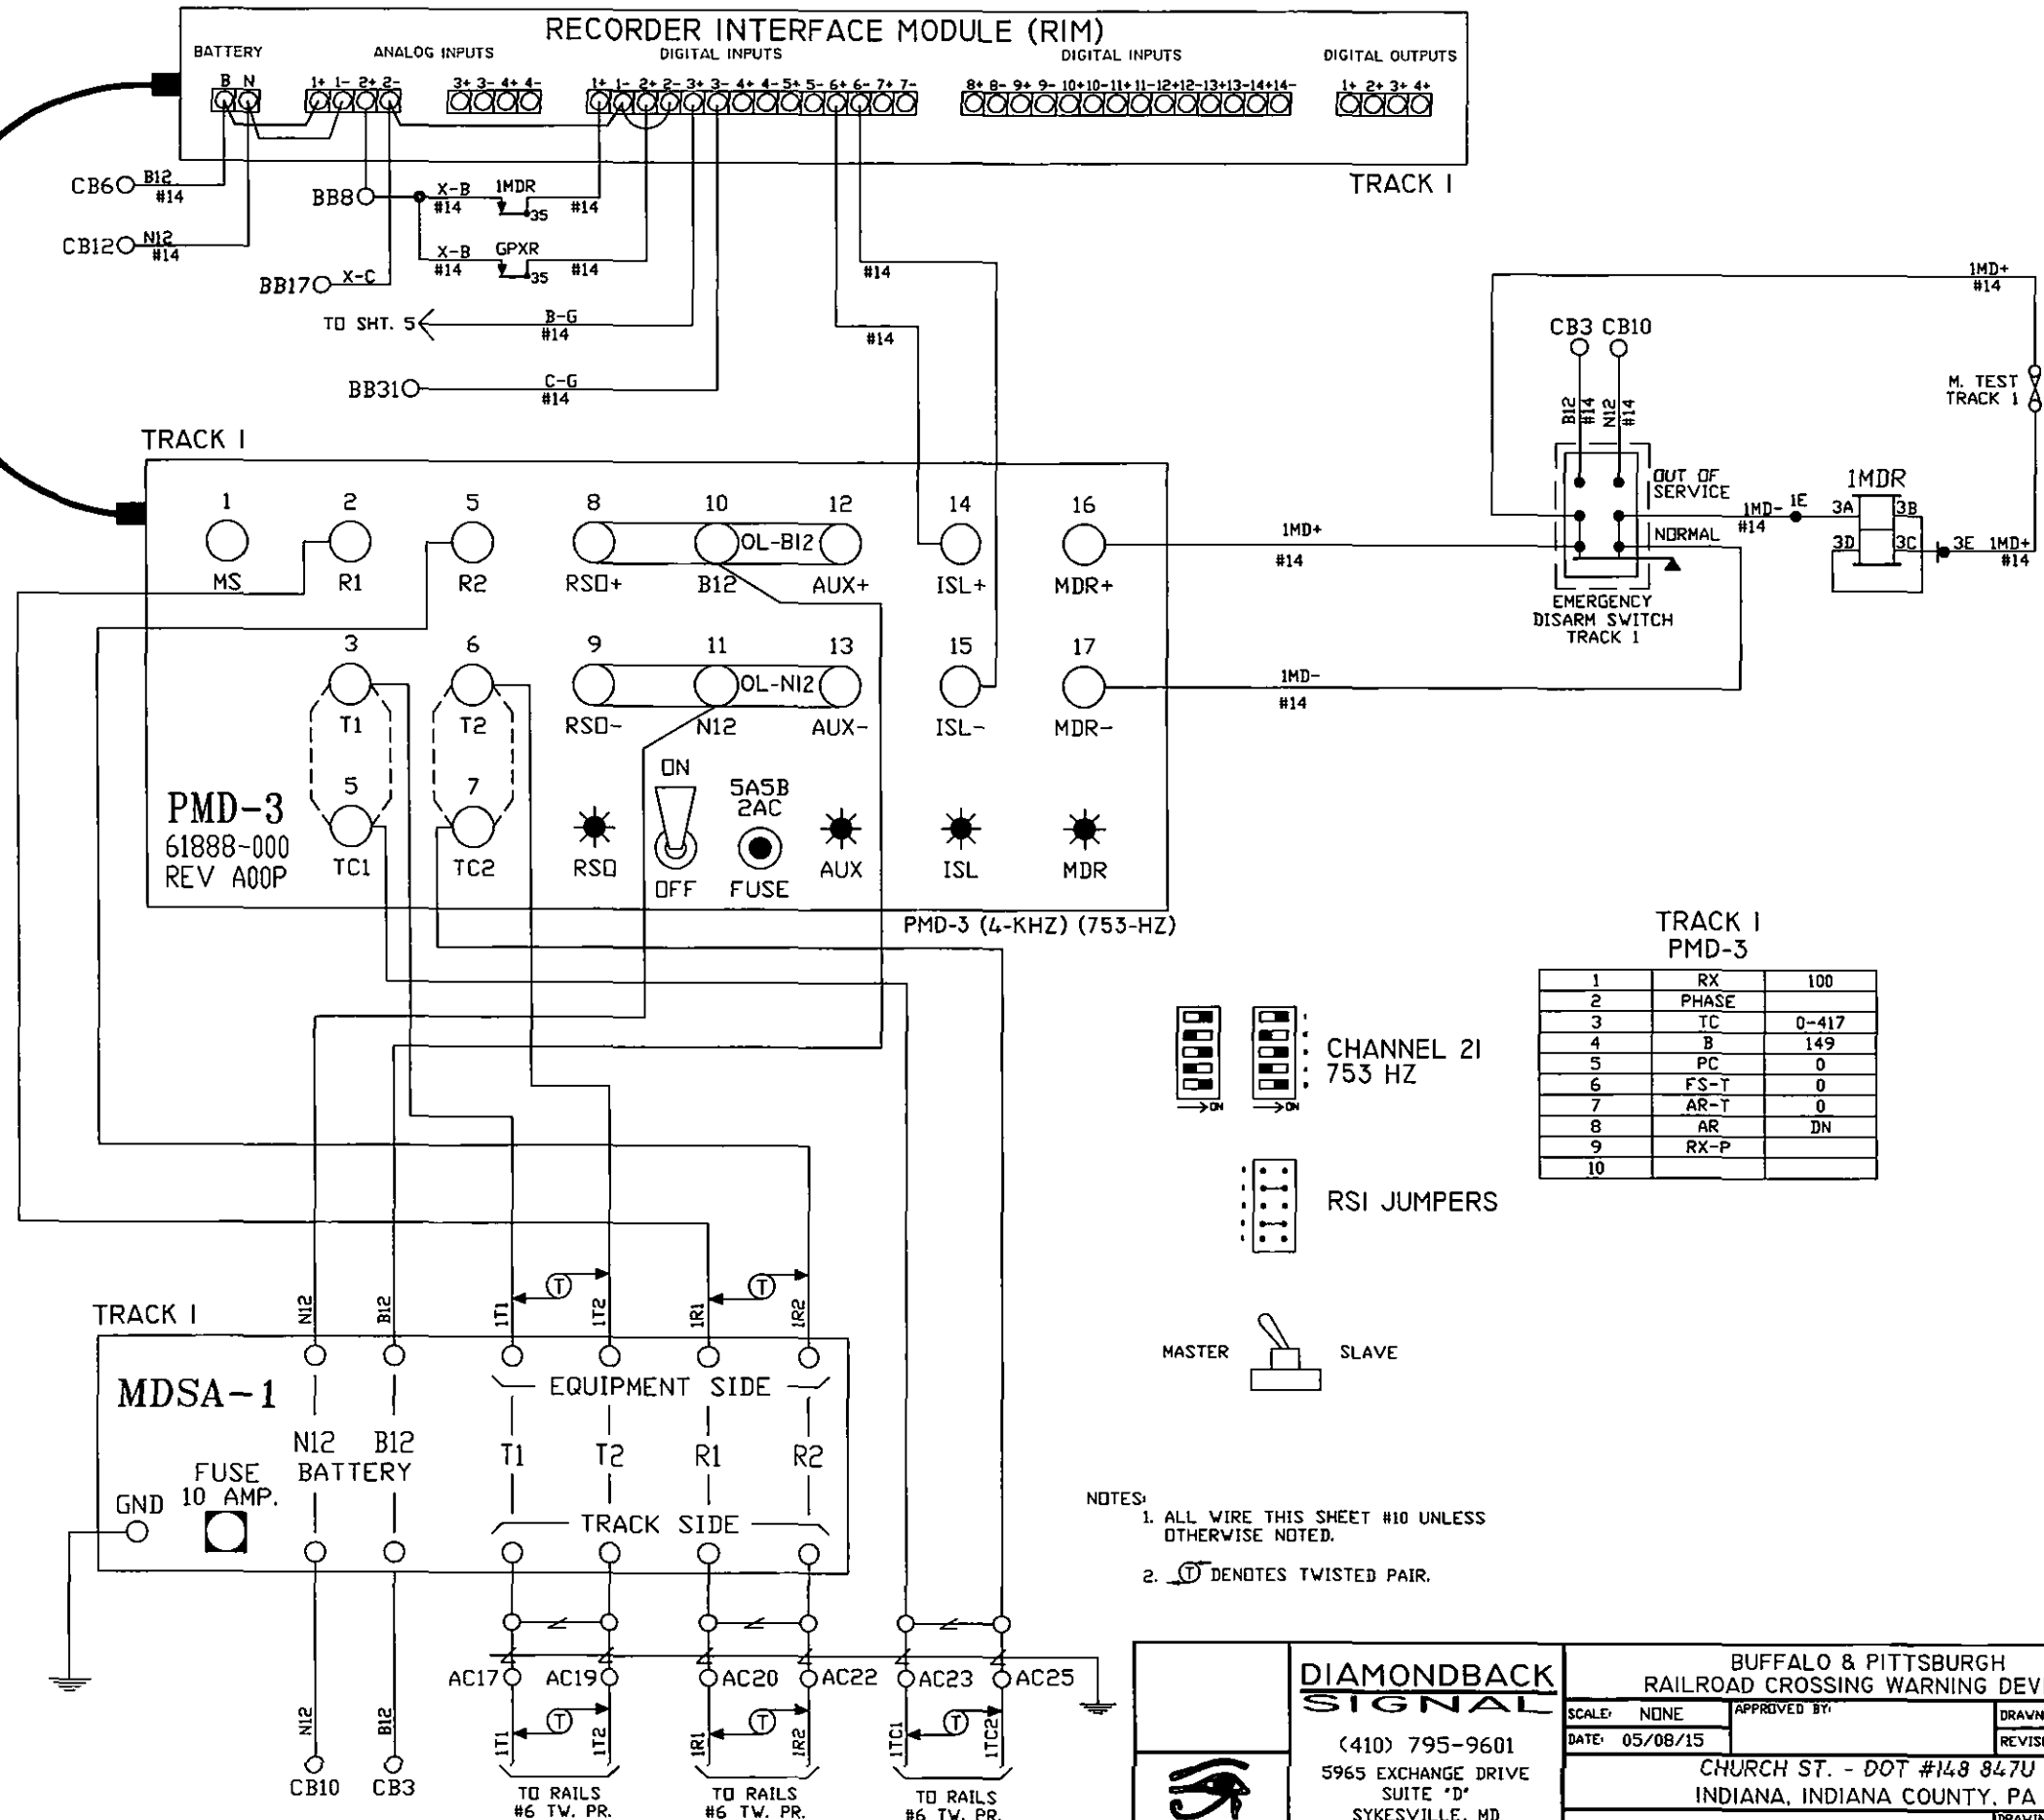 RECORDER INTERFACE MODULE (RIM)
BATTERY
ANALOG INPUTS
DIGITAL INPUTS
DIGITAL INPUTS
DIGITAL OUTPUTS
B N
1+ 1- 2+ 2-
3+ 3- 4+ 4-
1+ 1- 2+ 2- 3+ 3- 4+ 4- 5+ 5- 6+ 6- 7+ 7-
8+ 8- 9+ 9- 10+ 10- 11+ 11- 12+ 12- 13+ 13- 14+ 14-
1+ 2+ 3+ 4+
TRACK 1
CB6 B12 #14
CB12 N12 #14
BB8
X-B #14 1MDR 35 #14
X-B #14 GPXR 35 #14
BB17 X-C
TO SHT. 5 B-G #14
BB31 C-G #14
#14
#14
1MD+
#14
CB3 CB10
B12 #14 N12 #14
M. TEST
TRACK 1
OUT OF
SERVICE
NORMAL
1MD- 1E
#14
1MDR
3A 3B
3D 3C
3E 1MD+
#14
EMERGENCY
DISARM SWITCH
TRACK 1
TRACK 1
1 2 5 8 10 12 14 16
OL-B12
MS R1 R2 RSO+ B12 AUX+ ISL+ MDR+
1MD+
#14
3 6 9 11 13 15 17
OL-N12
T1 T2 RSO- N12 AUX- ISL- MDR-
1MD-
#14
5 7
TC1 TC2
PMD-3
61888-000
REV A00P
RSO
ON
OFF
5A5B
2AC
FUSE
AUX
ISL
MDR
PMD-3 (4-KHZ) (753-HZ)
TRACK 1
PMD-3
1 RX 100
2 PHASE
3 TC 0-417
4 B 149
5 PC 0
6 FS-T 0
7 AR-T 0
8 AR DN
9 RX-P
10
CHANNEL 21
753 HZ
ON
ON
RSI JUMPERS
MASTER
SLAVE
TRACK 1
N12 B12 1T1 T 1T2 1R1 T 1R2
MDSA-1
EQUIPMENT SIDE
N12 B12
BATTERY
T1 T2 R1 R2
FUSE
10 AMP.
GND
TRACK SIDE
NOTES:
1. ALL WIRE THIS SHEET #10 UNLESS
OTHERWISE NOTED.
2. T DENOTES TWISTED PAIR.
AC17 AC19 AC20 AC22 AC23 AC25
N12 B12 1T1 T 1T2 1R1 T 1R2 1TC1 T 1TC2
CB10 CB3
TO RAILS
#6 TW. PR.
TO RAILS
#6 TW. PR.
TO RAILS
#6 TW. PR.
DIAMONDBACK
SIGNAL
(410) 795-9601
5965 EXCHANGE DRIVE
SUITE "D"
SYKESVILLE, MD
BUFFALO & PITTSBURGH
RAILROAD CROSSING WARNING DEV
SCALE: NONE
APPROVED BY:
DRAWN
DATE: 05/08/15
REVIS
CHURCH ST. - DOT #148 847U
INDIANA, INDIANA COUNTY, PA
DRAWIN